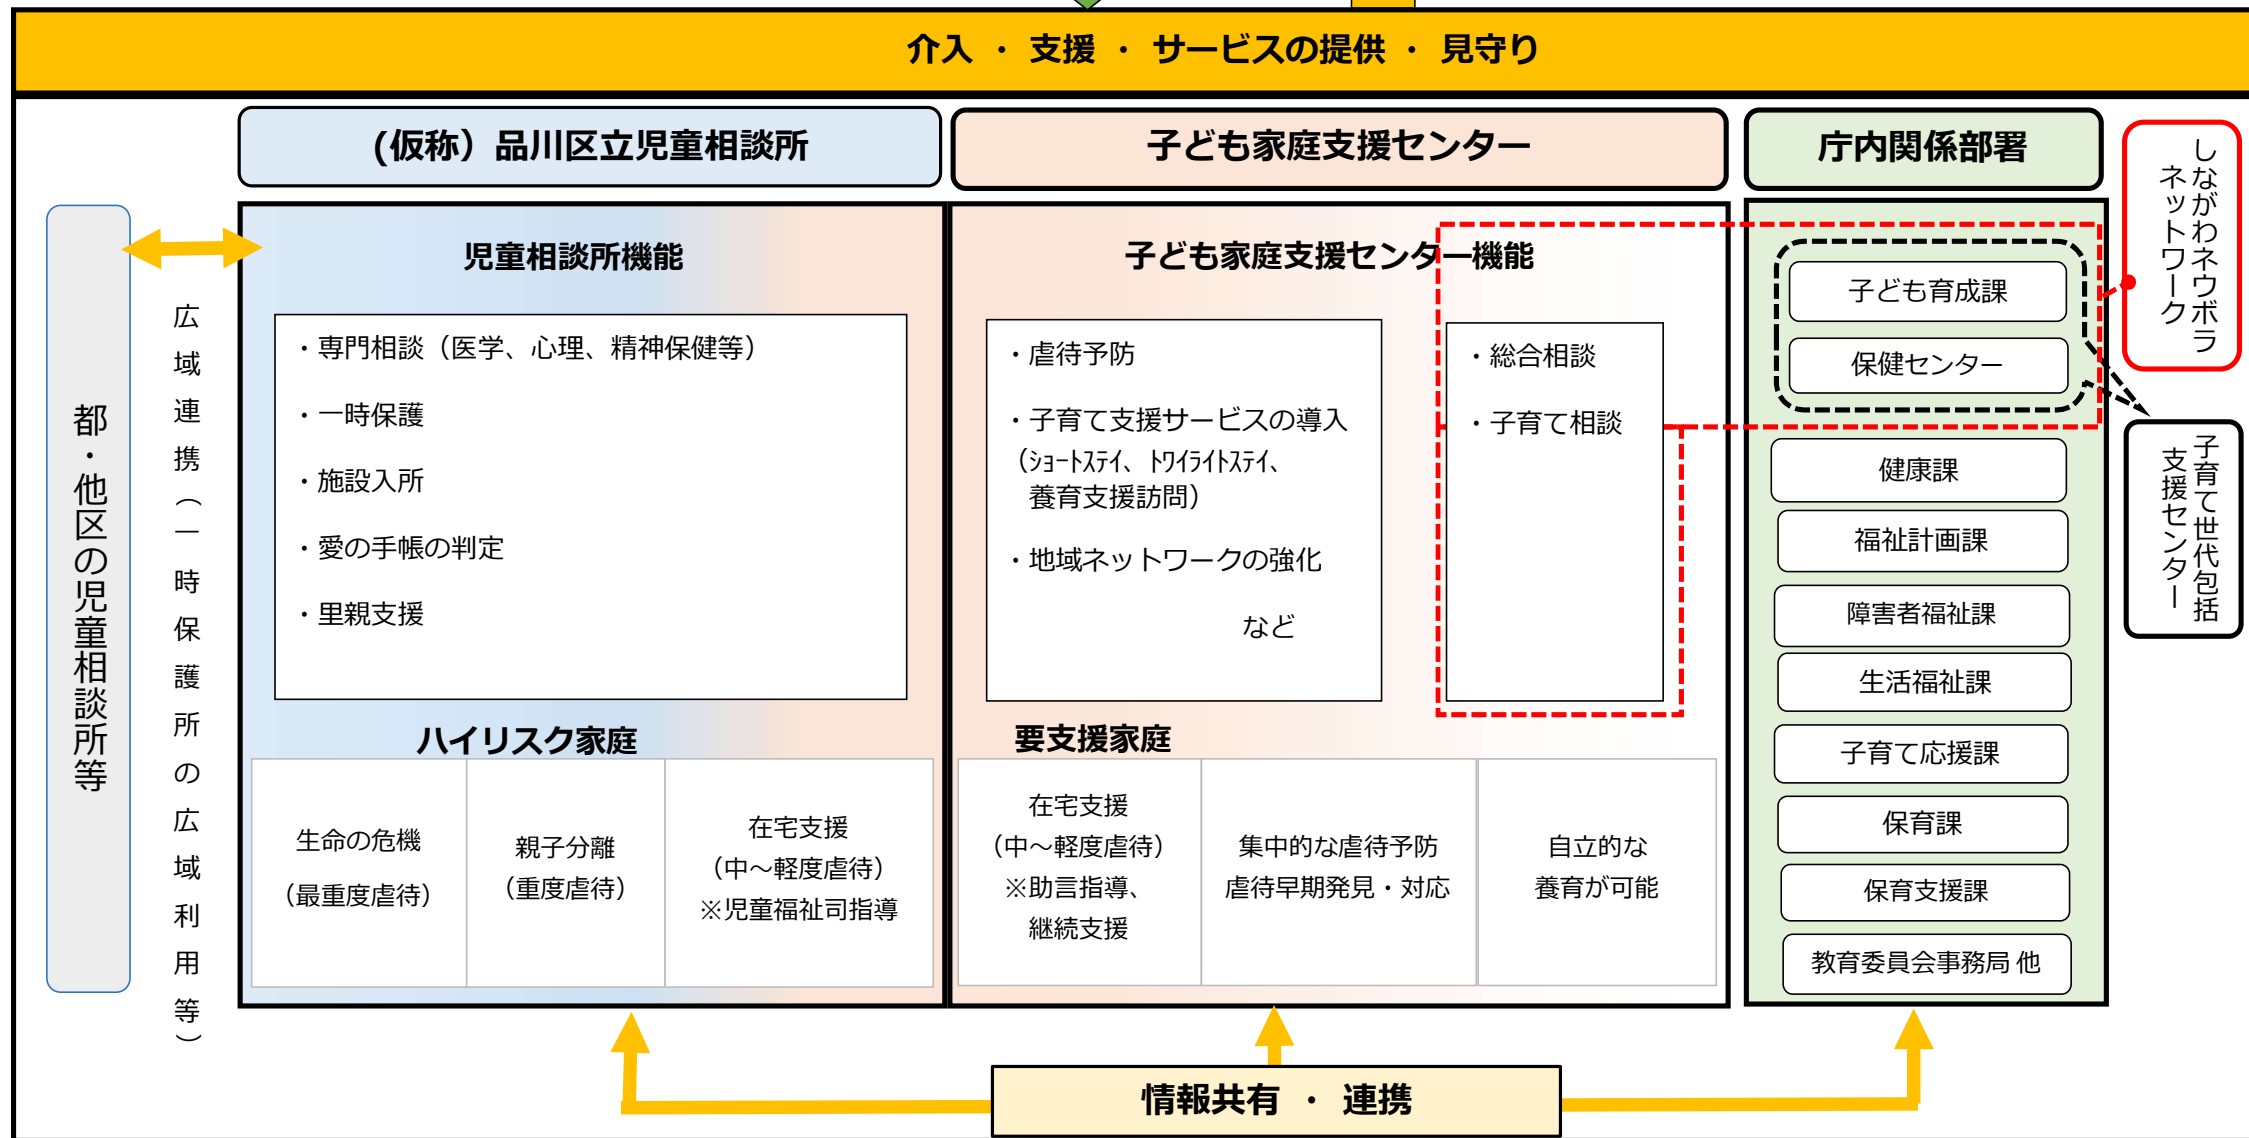 介入 ・ 支援 ・ サービスの提供 ・ 見守り
(仮称）品川区立児童相談所
子ども家庭支援センター
庁内関係部署
しながわネウボラ
ネットワーク
都・他区の児童相談所等
広域連携（一時保護所の広域利用等）
児童相談所機能
・専門相談（医学、心理、精神保健等）
・一時保護
・施設入所
・愛の手帳の判定
・里親支援
ハイリスク家庭
生命の危機
（最重度虐待）
親子分離
（重度虐待）
在宅支援
（中～軽度虐待）
※児童福祉司指導
子ども家庭支援センター機能
・虐待予防
・子育て支援サービスの導入
（ｼｮｰﾄｽﾃｲ、ﾄﾜｲﾗｲﾄｽﾃｲ、
養育支援訪問）
・地域ネットワークの強化
など
・総合相談
・子育て相談
要支援家庭
在宅支援
（中～軽度虐待）
※助言指導、
継続支援
集中的な虐待予防
虐待早期発見・対応
自立的な
養育が可能
子ども育成課
保健センター
健康課
福祉計画課
障害者福祉課
生活福祉課
子育て応援課
保育課
保育支援課
教育委員会事務局 他
子育て世代包括
支援センター
情報共有 ・ 連携